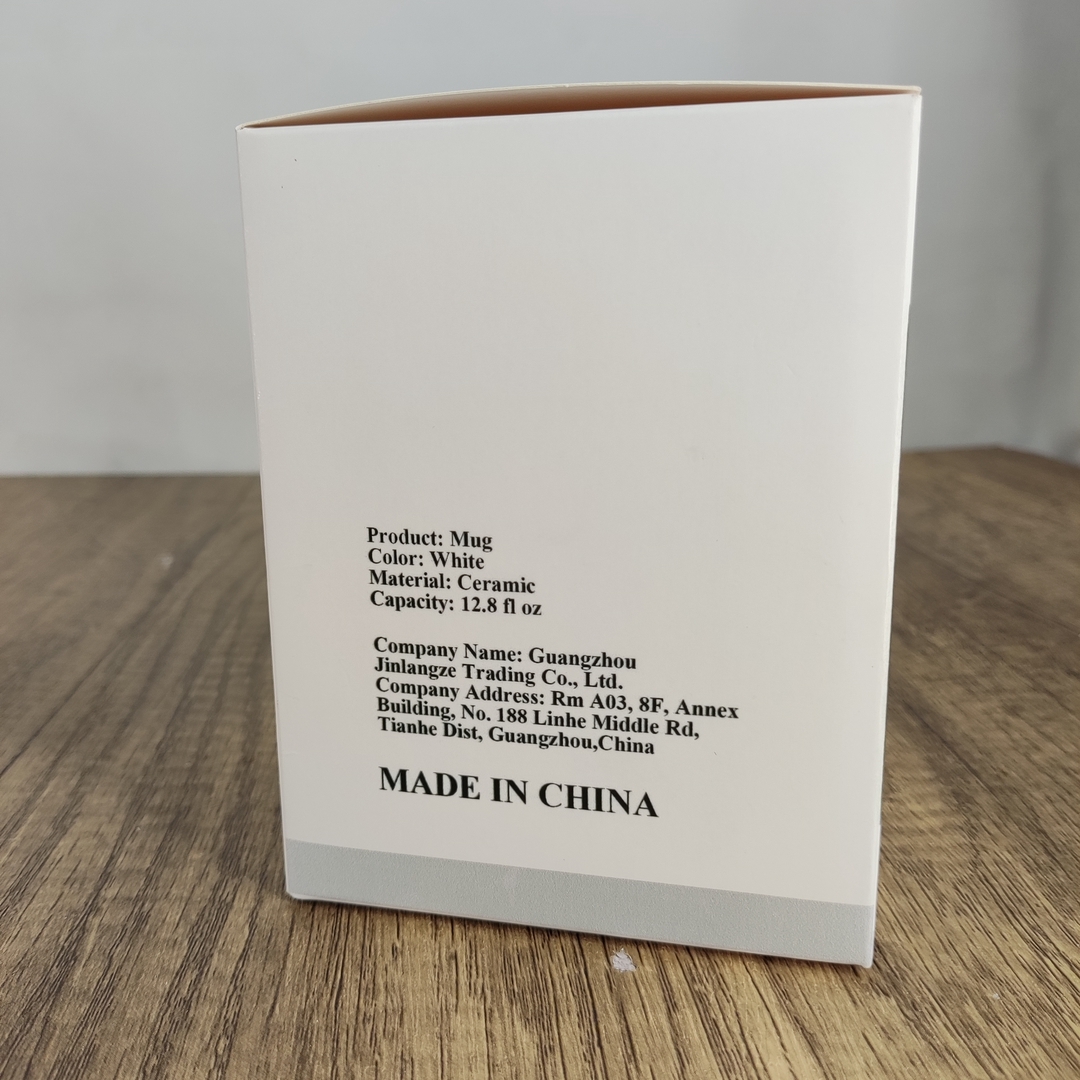 Product: Mug
Color: White
Material: Ceramic
Capacity: 12.8 fl oz
Company Name: Guangzhou
Jinlangze Trading Co., Ltd.
Company Address: Rm A03, 8F, Annex
Building, No. 188 Linhe Middle Rd,
Tianhe Dist, Guangzhou,China
MADE IN CHINA